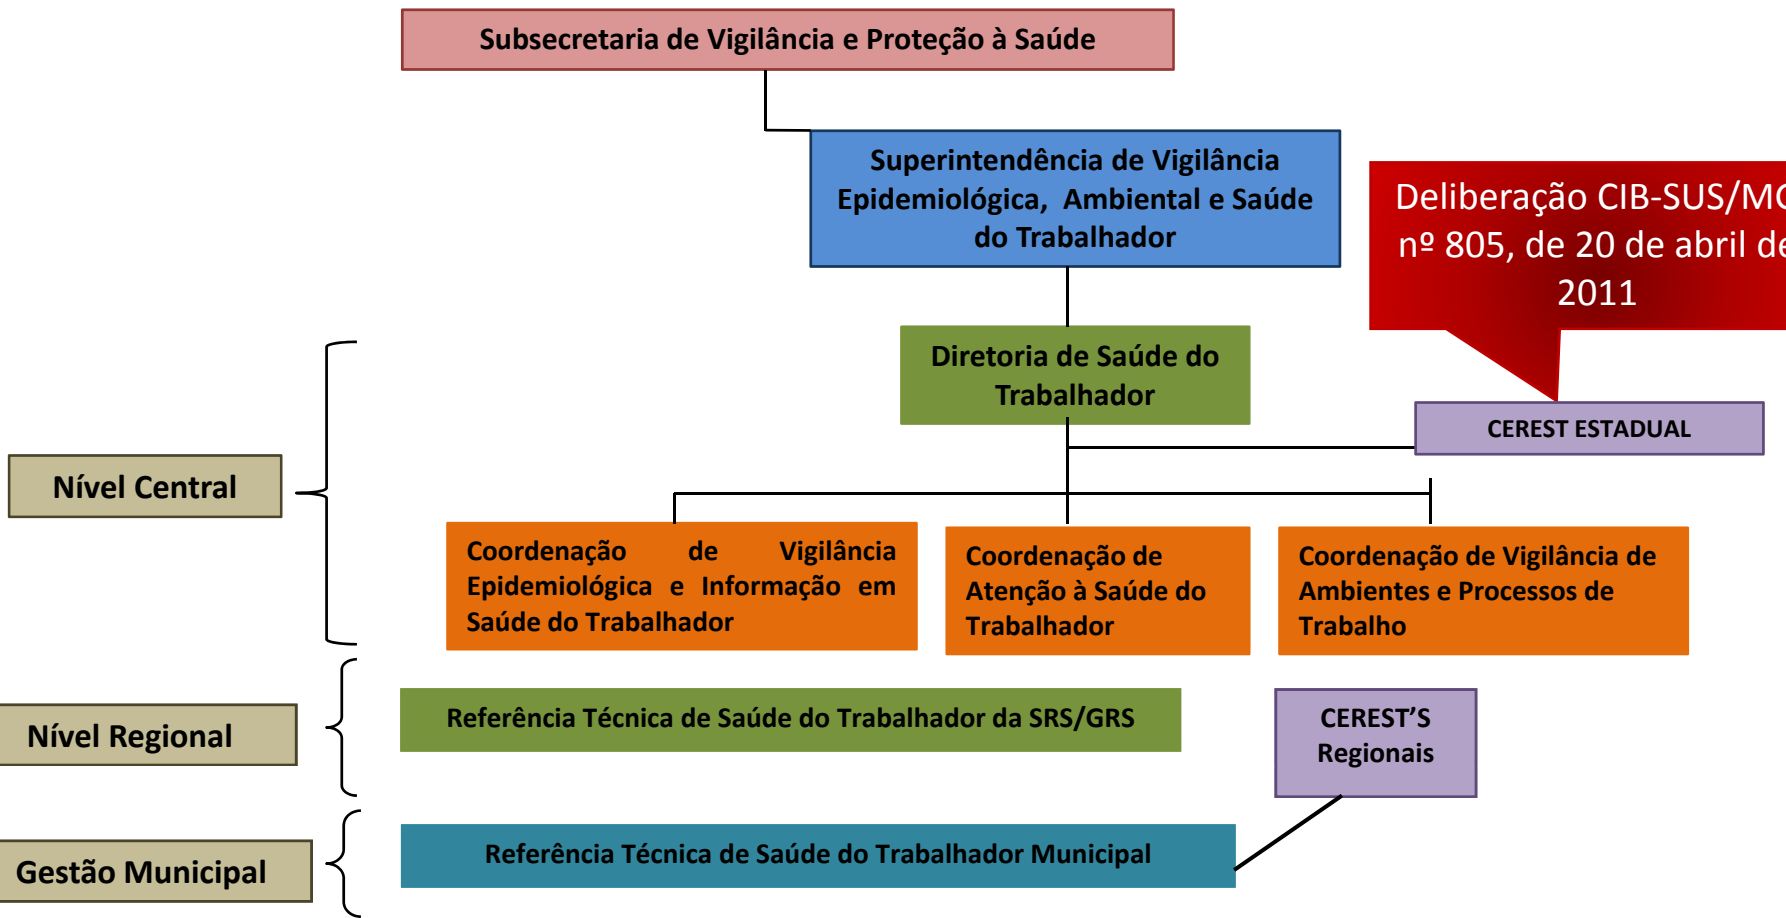 Subsecretaria de Vigilância e Proteção à Saúde
Superintendência de Vigilância
Epidemiológica, Ambiental e Saúde
do Trabalhador
Deliberação CIB-SUS/MG
nº 805, de 20 de abril de
2011
Diretoria de Saúde do
Trabalhador
CEREST ESTADUAL
Nível Central
Coordenação de Vigilância
Epidemiológica e Informação em
Saúde do Trabalhador
Coordenação de
Atenção à Saúde do
Trabalhador
Coordenação de Vigilância de
Ambientes e Processos de
Trabalho
Nível Regional
Referência Técnica de Saúde do Trabalhador da SRS/GRS
CEREST’S
Regionais
Gestão Municipal
Referência Técnica de Saúde do Trabalhador Municipal